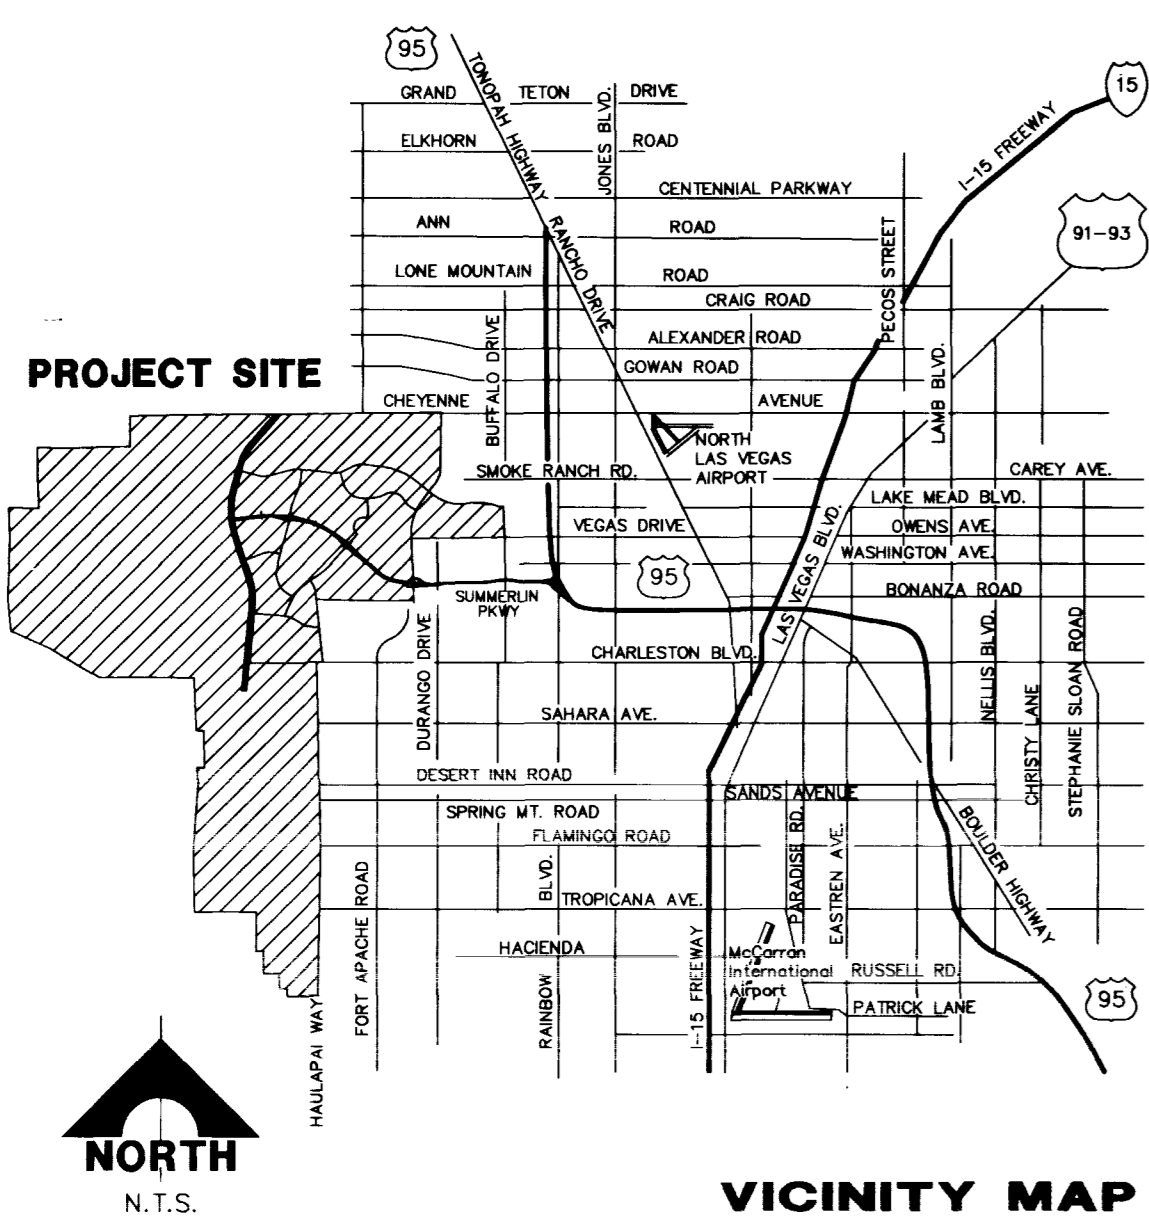 95
TONOPAH HIGHWAY
GRAND TETON DRIVE
JONES BLVD.
15
I-15 FREEWAY
ELKHORN ROAD
CENTENNIAL PARKWAY
ANN ROAD
RANCHO DRIVE
PECOS STREET
91-93
LONE MOUNTAIN ROAD
CRAIG ROAD
BUFFALO DRIVE
ALEXANDER ROAD
LAMB BLVD.
PROJECT SITE
GOWAN ROAD
CHEYENNE AVENUE
NORTH
LAS VEGAS
AIRPORT
SMOKE RANCH RD.
CAREY AVE.
LAKE MEAD BLVD.
VEGAS DRIVE
OWENS AVE.
LAS VEGAS BLVD.
WASHINGTON AVE.
95
SUMMERLIN
PKWY
BONANZA ROAD
DURANGO DRIVE
CHARLESTON BLVD.
NELLIS BLVD.
STEPHANIE SLOAN ROAD
CHRISTY LANE
SAHARA AVE.
DESERT INN ROAD
SANDS AVENUE
SPRING MT. ROAD
FLAMINGO ROAD
PARADISE RD.
EASTREN AVE.
BOULDER HIGHWAY
FORT APACHE ROAD
RAINBOW BLVD.
TROPICANA AVE.
HACIENDA
I-15 FREEWAY
McCarran
International
Airport
RUSSELL RD.
PATRICK LANE
95
HAULAPAI WAY
NORTH
N.T.S.
VICINITY MAP